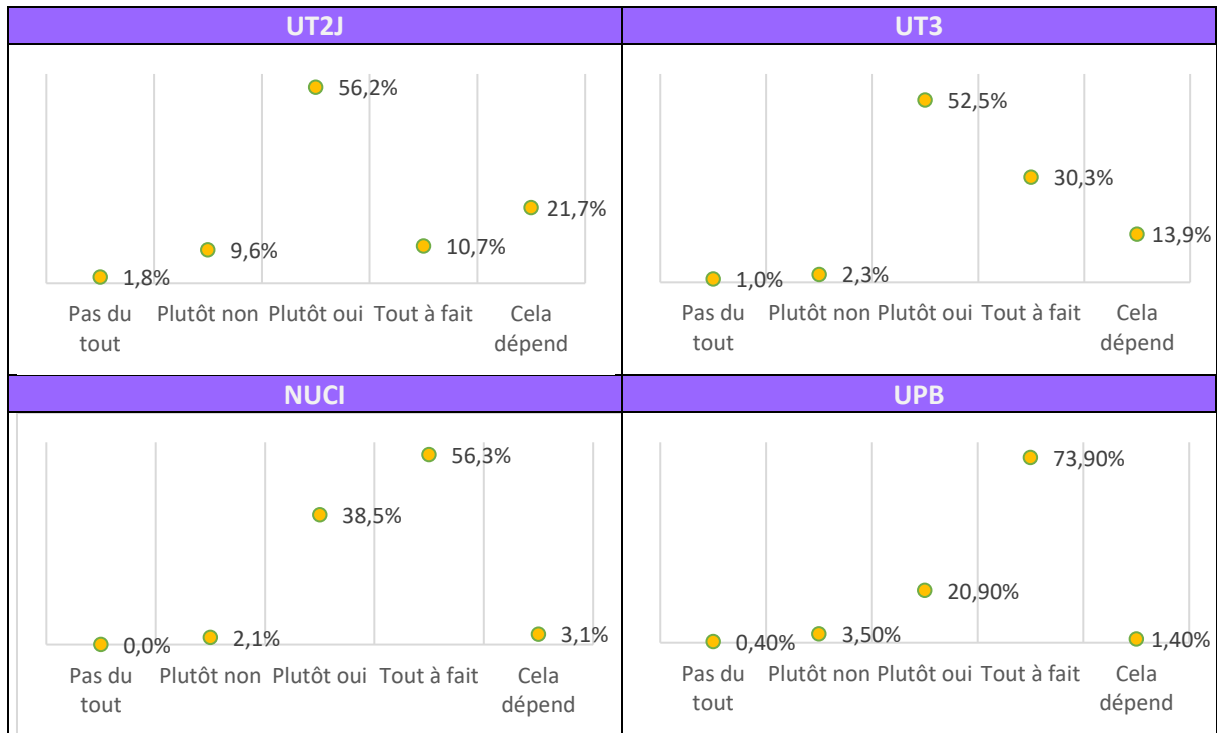 UT2J
56,2%
21,7%
10,7%
9,6%
1,8%
Pas du tout
Plutôt non
Plutôt oui
Tout à fait
Cela dépend
UT3
52,5%
30,3%
13,9%
2,3%
1,0%
Pas du tout
Plutôt non
Plutôt oui
Tout à fait
Cela dépend
NUCI
56,3%
38,5%
3,1%
2,1%
0,0%
Pas du tout
Plutôt non
Plutôt oui
Tout à fait
Cela dépend
UPB
73,90%
20,90%
3,50%
1,40%
0,40%
Pas du tout
Plutôt non
Plutôt oui
Tout à fait
Cela dépend